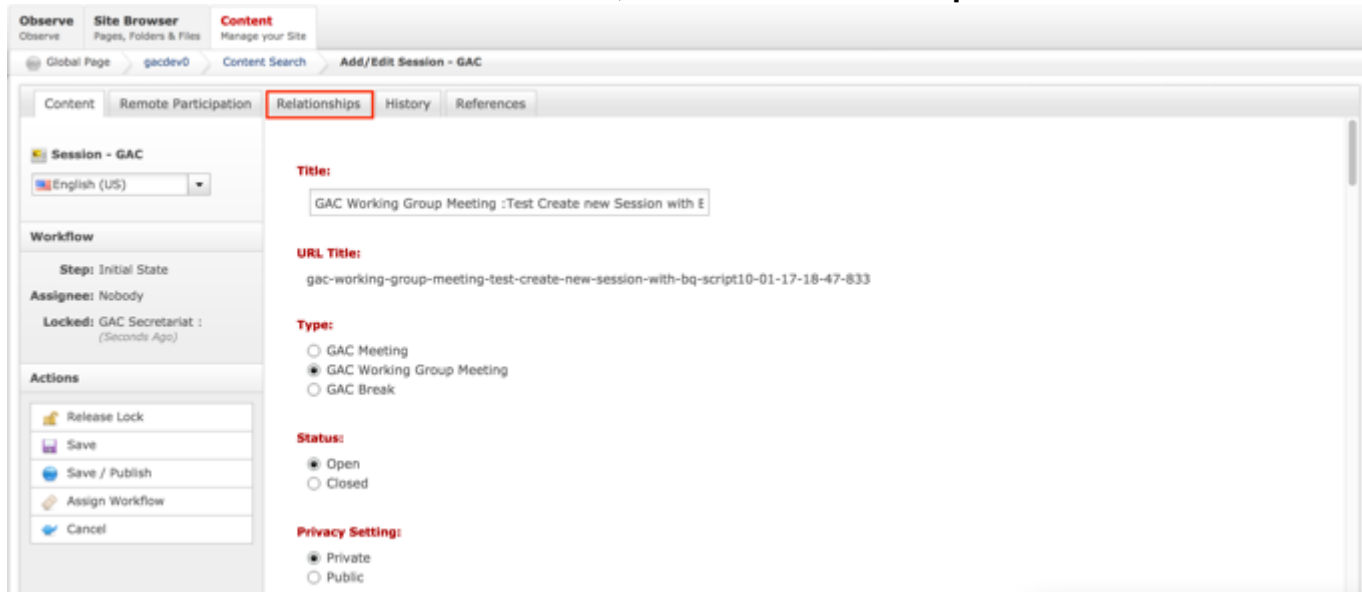 Observe Site Browser Content
Observe Pages, Folders & Files Manage your Site
Global Page gacdev0 Content Search Add/Edit Session - GAC
Content Remote Participation Relationships History References
Session - GAC
English (US)
Workflow
Step: Initial State
Assignee: Nobody
Locked: GAC Secretariat :
(Seconds Ago)
Actions
Release Lock
Save
Save / Publish
Assign Workflow
Cancel
Title:
GAC Working Group Meeting :Test Create new Session with
URL Title:
gac-working-group-meeting-test-create-new-session-with-bq-script10-01-17-18-47-833
Type:
GAC Meeting
GAC Working Group Meeting
GAC Break
Status:
Open
Closed
Privacy Setting:
Private
Public